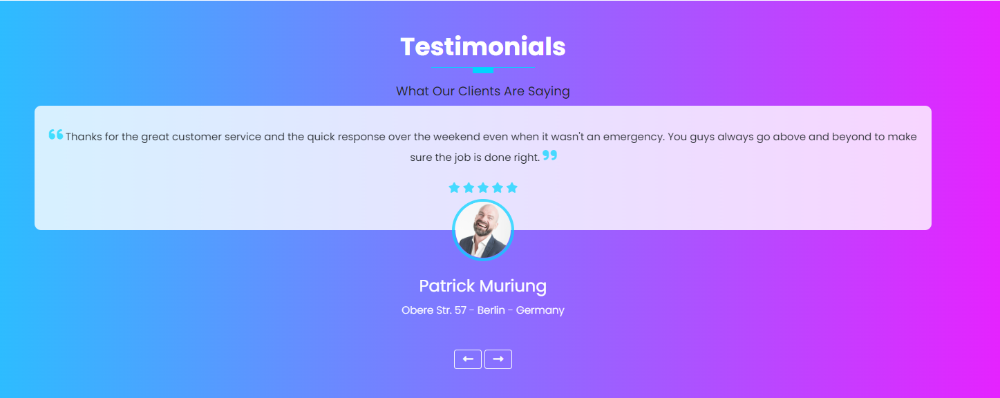 Testimonials
What Our Clients Are Saying
“ Thanks for the great customer service and the quick response over the weekend even when it wasn't an emergency. You guys always go above and beyond to make
sure the job is done right. ”
Patrick Muriung
Obere Str. 57 - Berlin - Germany